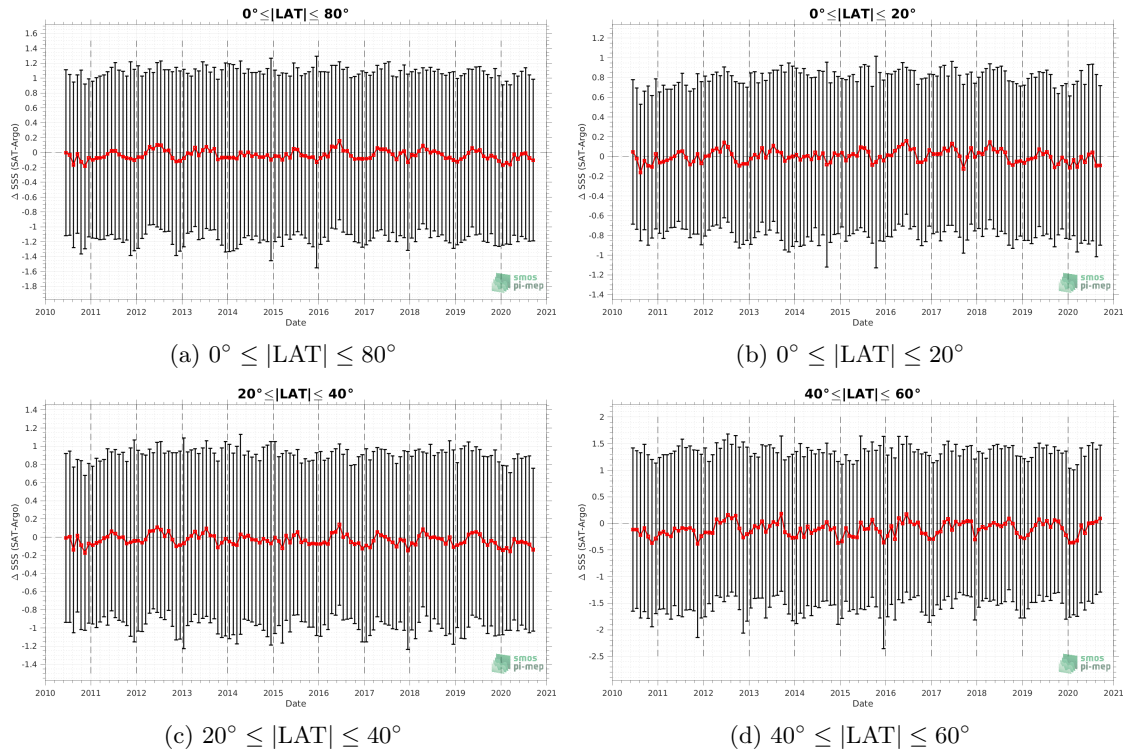 0°≤|LAT|≤ 80°
1.6
1.4
1.2
1
0.8
0.6
0.4
0.2
0
-0.2
-0.4
-0.6
-0.8
-1
-1.2
-1.4
-1.6
-1.8
Δ SSS (SAT-Argo)
2010 2011 2012 2013 2014 2015 2016 2017 2018 2019 2020 2021
Date
smos
pi-mep
(a) 0° ≤ |LAT| ≤ 80°
0°≤|LAT|≤ 20°
1.2
1
0.8
0.6
0.4
0.2
0
-0.2
-0.4
-0.6
-0.8
-1
-1.2
-1.4
Δ SSS (SAT-Argo)
2010 2011 2012 2013 2014 2015 2016 2017 2018 2019 2020 2021
Date
smos
pi-mep
(b) 0° ≤ |LAT| ≤ 20°
20°≤|LAT|≤ 40°
1.4
1.2
1
0.8
0.6
0.4
0.2
0
-0.2
-0.4
-0.6
-0.8
-1
-1.2
-1.4
Δ SSS (SAT-Argo)
2010 2011 2012 2013 2014 2015 2016 2017 2018 2019 2020 2021
Date
smos
pi-mep
(c) 20° ≤ |LAT| ≤ 40°
40°≤|LAT|≤ 60°
2
1.5
1
0.5
0
-0.5
-1
-1.5
-2
-2.5
Δ SSS (SAT-Argo)
2010 2011 2012 2013 2014 2015 2016 2017 2018 2019 2020 2021
Date
smos
pi-mep
(d) 40° ≤ |LAT| ≤ 60°